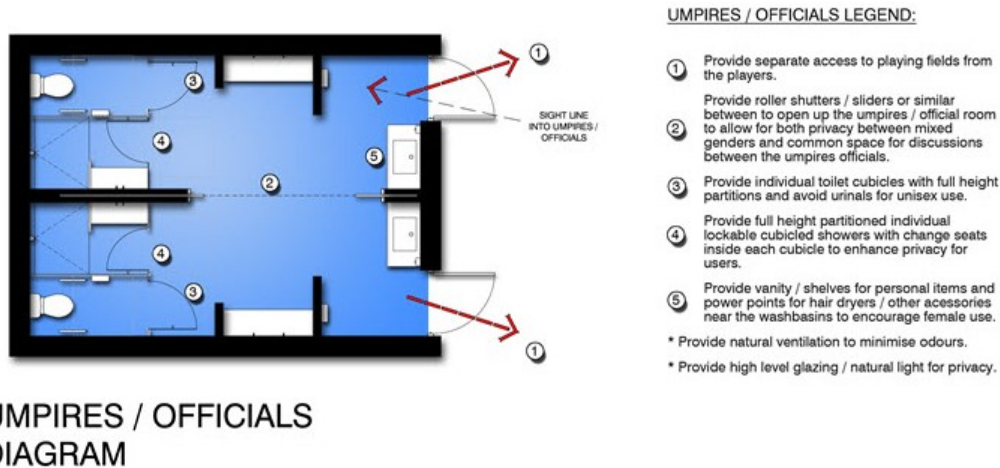 UMPIRES / OFFICIALS LEGEND:
1
Provide separate access to playing fields from
the players.
2
Provide roller shutters / sliders or similar
between to open up the umpires / official room
to allow for both privacy between mixed
genders and common space for discussions
between the umpires officials.
3
Provide individual toilet cubicles with full height
partitions and avoid urinals for unisex use.
4
Provide full height partitioned individual
lockable cubicled showers with change seats
inside each cubicle to enhance privacy for
users.
5
Provide vanity / shelves for personal items and
power points for hair dryers / other acessories
near the washbasins to encourage female use.
* Provide natural ventilation to minimise odours.
* Provide high level glazing / natural light for privacy.
1
3
SIGHT LINE
INTO UMPIRES /
OFFICIALS
4
5
2
4
3
1
UMPIRES / OFFICIALS
DIAGRAM